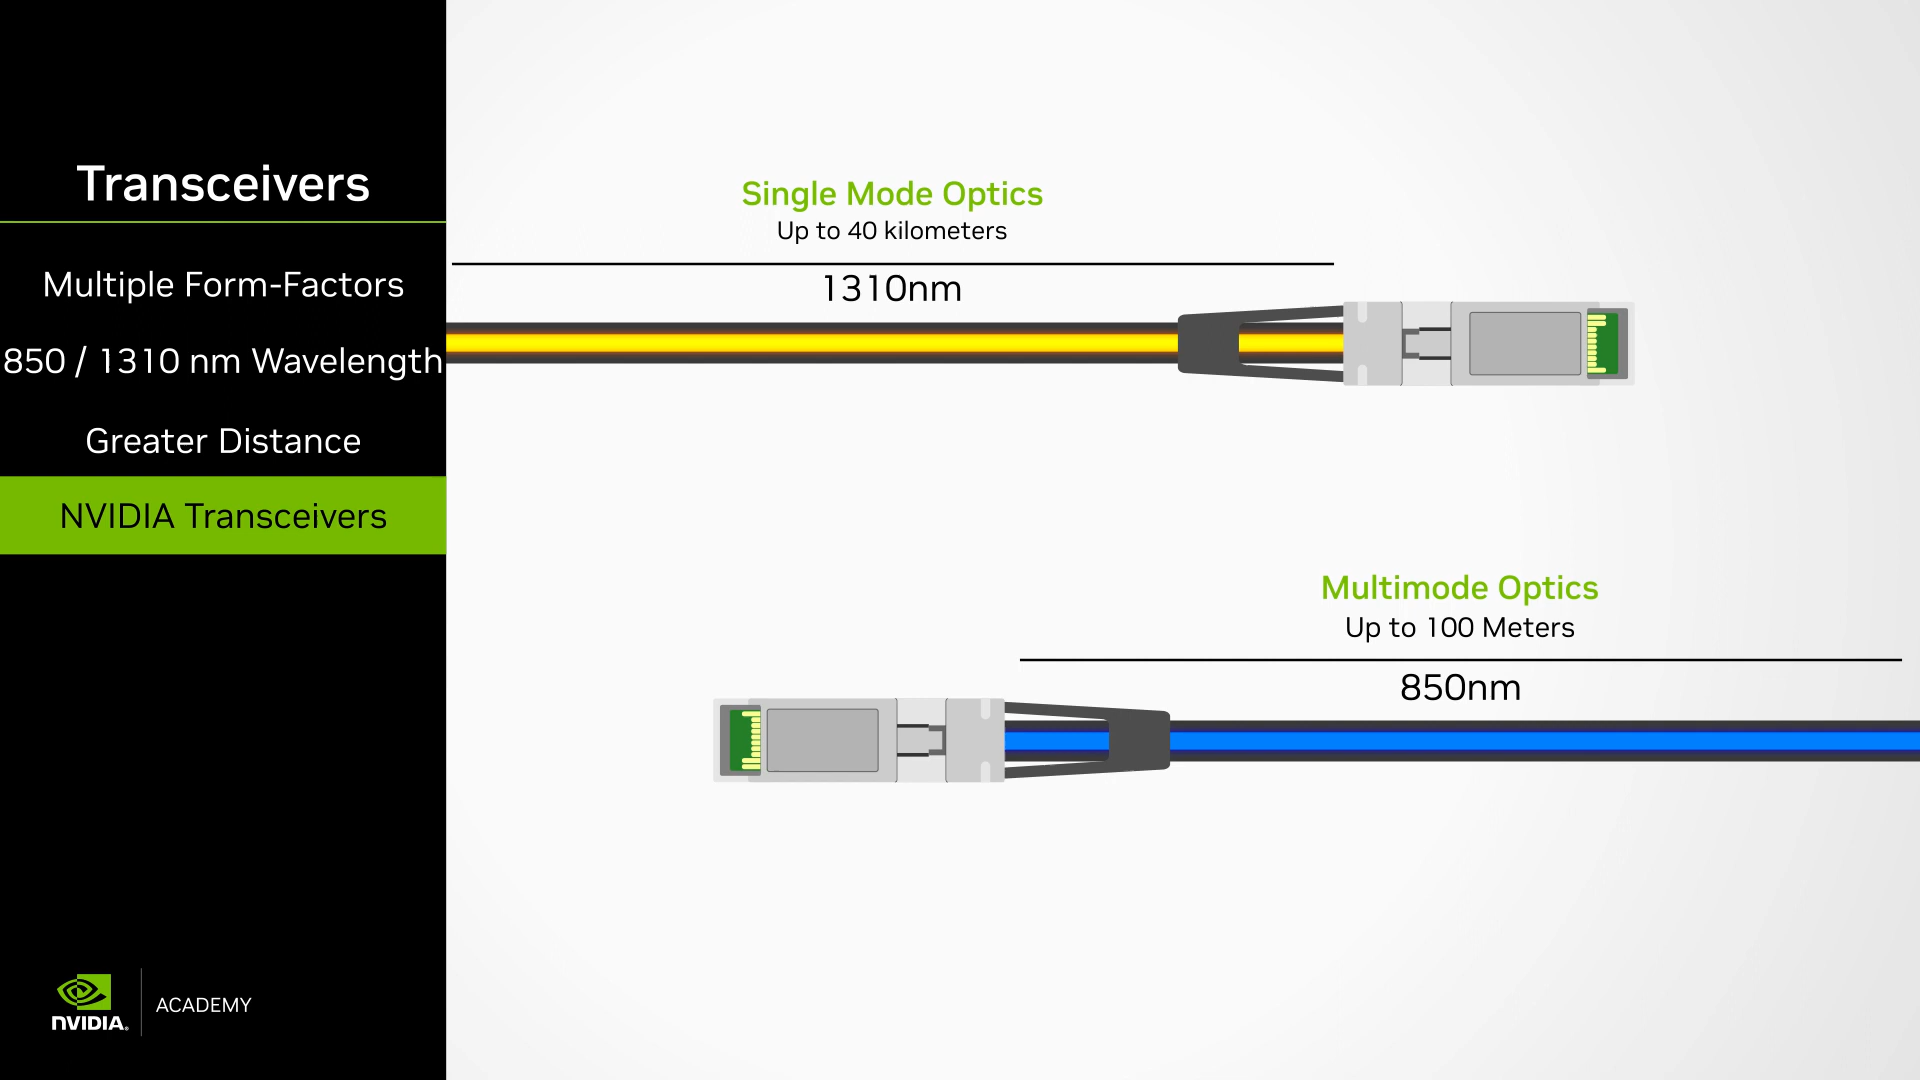 Transceivers
Multiple Form-Factors
850 / 1310 nm Wavelength
Greater Distance
NVIDIA Transceivers
Single Mode Optics
Up to 40 kilometers
1310nm
Multimode Optics
Up to 100 Meters
850nm
NVIDIA®
ACADEMY